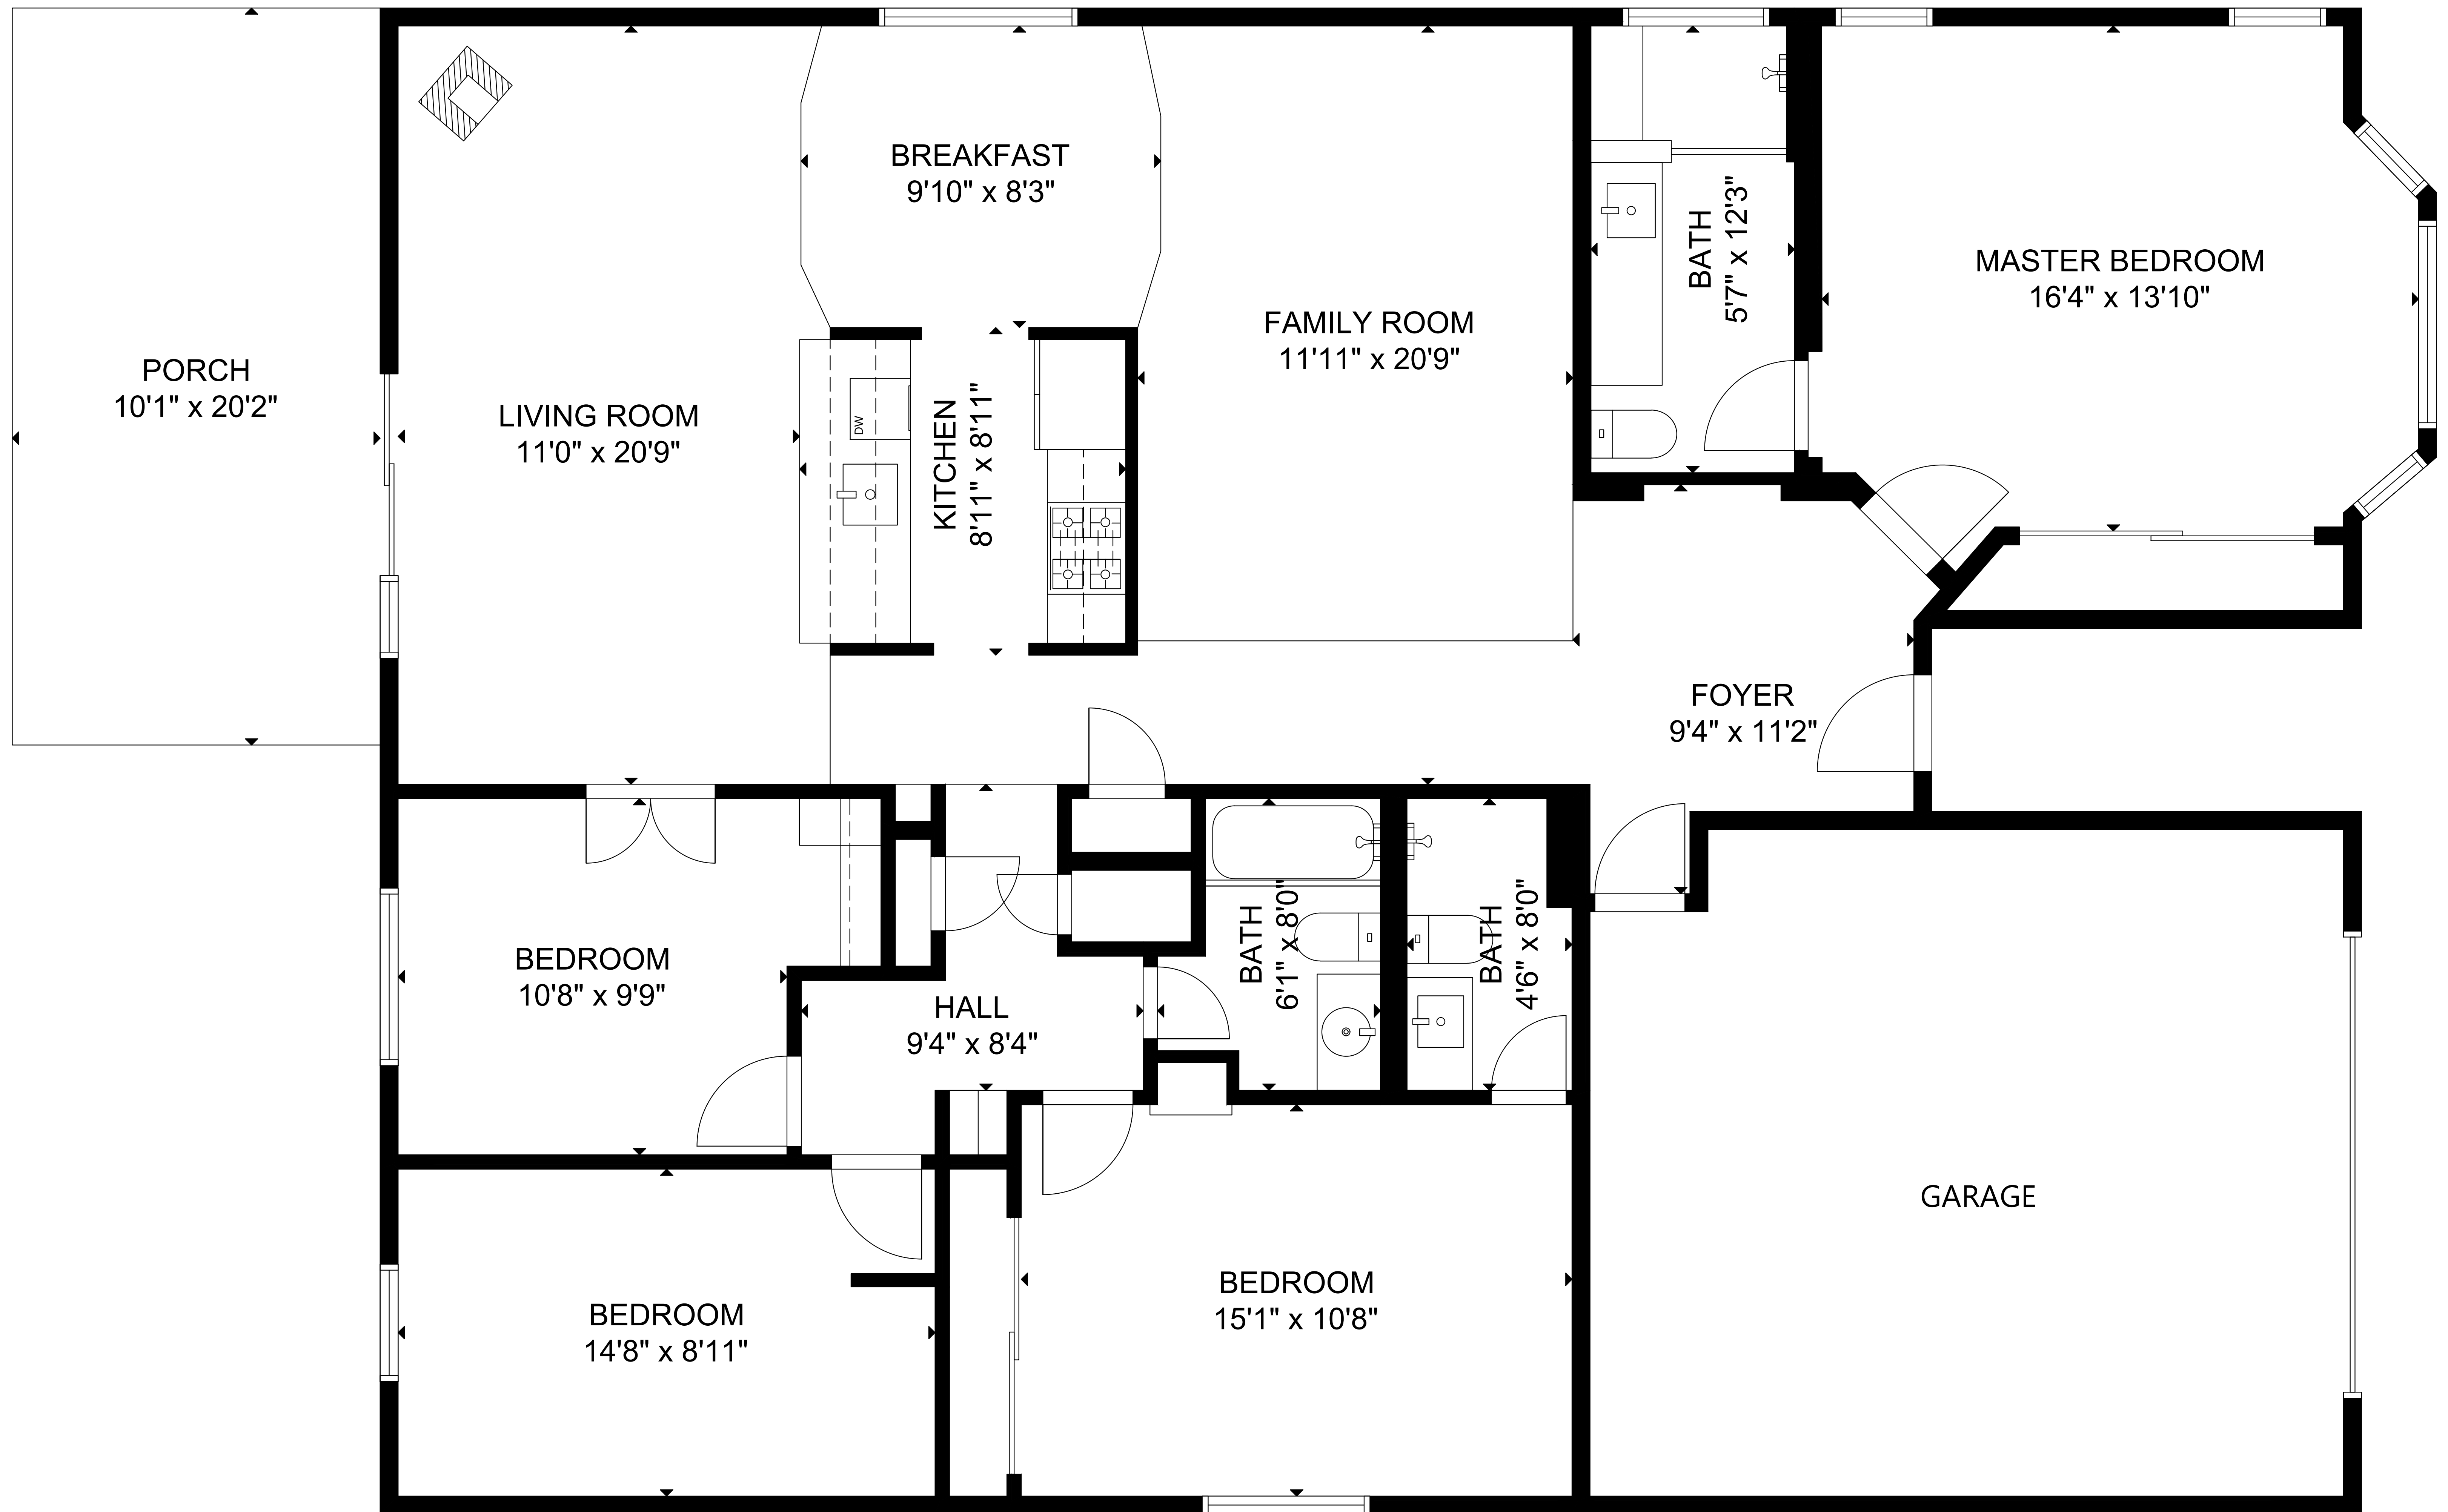 BREAKFAST
9'10" x 8'3"
BATH
5'7" x 12'3"
MASTER BEDROOM
16'4" x 13'10"
FAMILY ROOM
11'11" x 20'9"
PORCH
10'1" x 20'2"
LIVING ROOM
11'0" x 20'9"
DW
KITCHEN
8'11" x 8'11"
FOYER
9'4" x 11'2"
BEDROOM
10'8" x 9'9"
HALL
9'4" x 8'4"
BATH
6'1" x 8'0"
BATH
4'6" x 8'0"
GARAGE
BEDROOM
14'8" x 8'11"
BEDROOM
15'1" x 10'8"